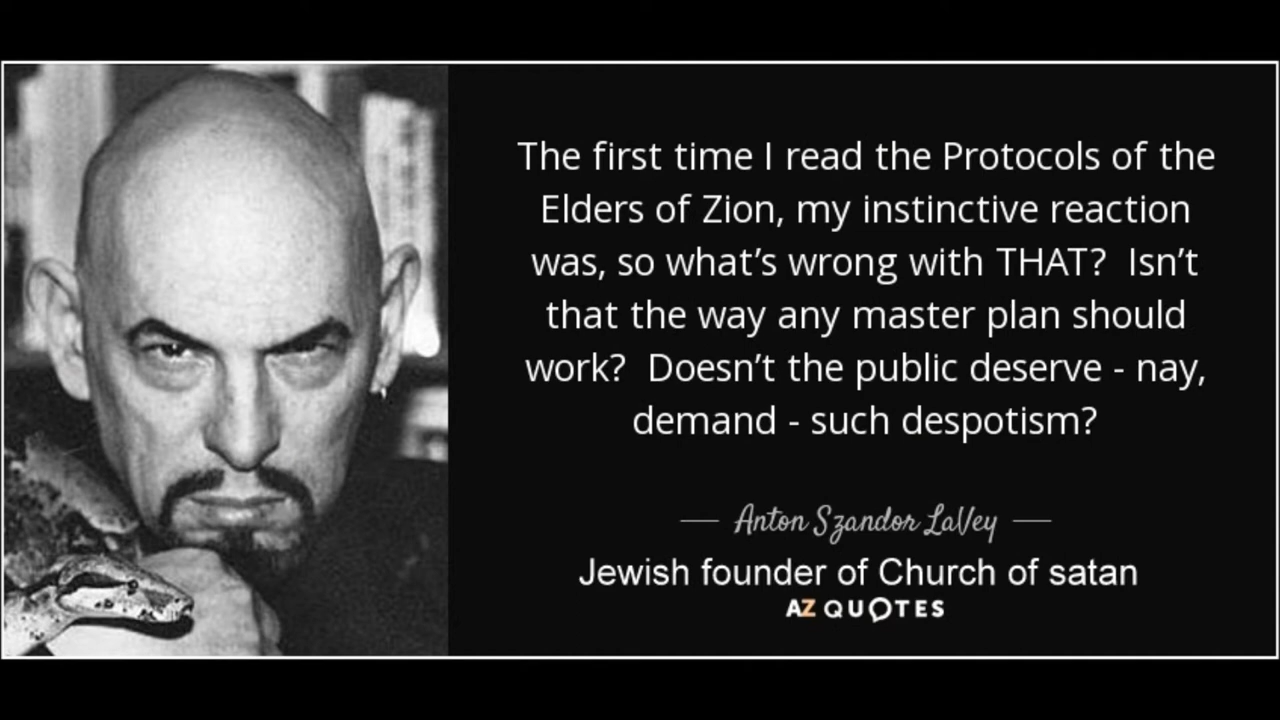 The first time I read the Protocols of the
Elders of Zion, my instinctive reaction
was, so what’s wrong with THAT?  Isn’t
that the way any master plan should
work?  Doesn’t the public deserve - nay,
demand - such despotism?
Anton Szandor LaVey
Jewish founder of Church of satan
AZ QUOTES